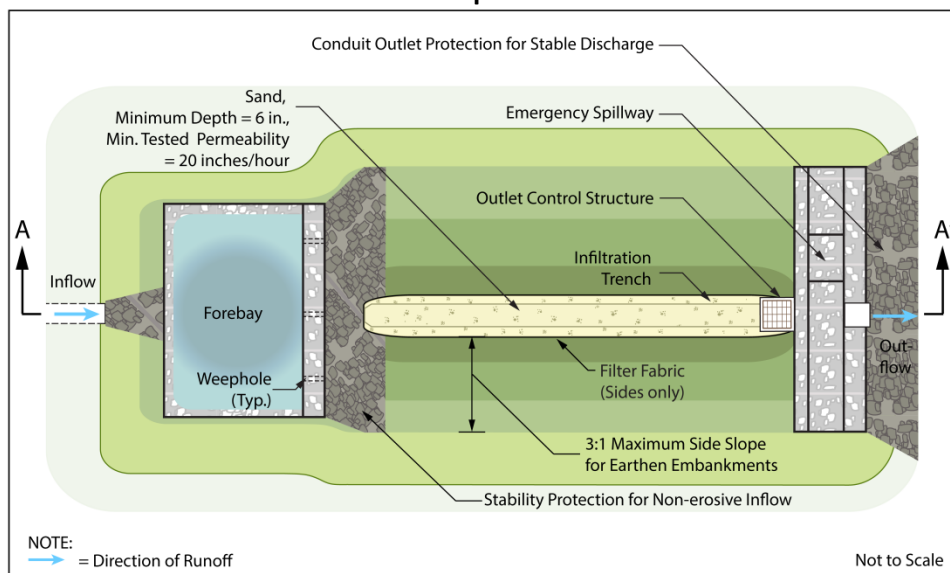 Conduit Outlet Protection for Stable Discharge
Sand,
Minimum Depth = 6 in.,
Min. Tested Permeability
= 20 inches/hour
Emergency Spillway
Outlet Control Structure
A
A
Inflow
Infiltration
Trench
Forebay
Out-
flow
Weephole
(Typ.)
Filter Fabric
(Sides only)
3:1 Maximum Side Slope
for Earthen Embankments
Stability Protection for Non-erosive Inflow
NOTE:
= Direction of Runoff
Not to Scale